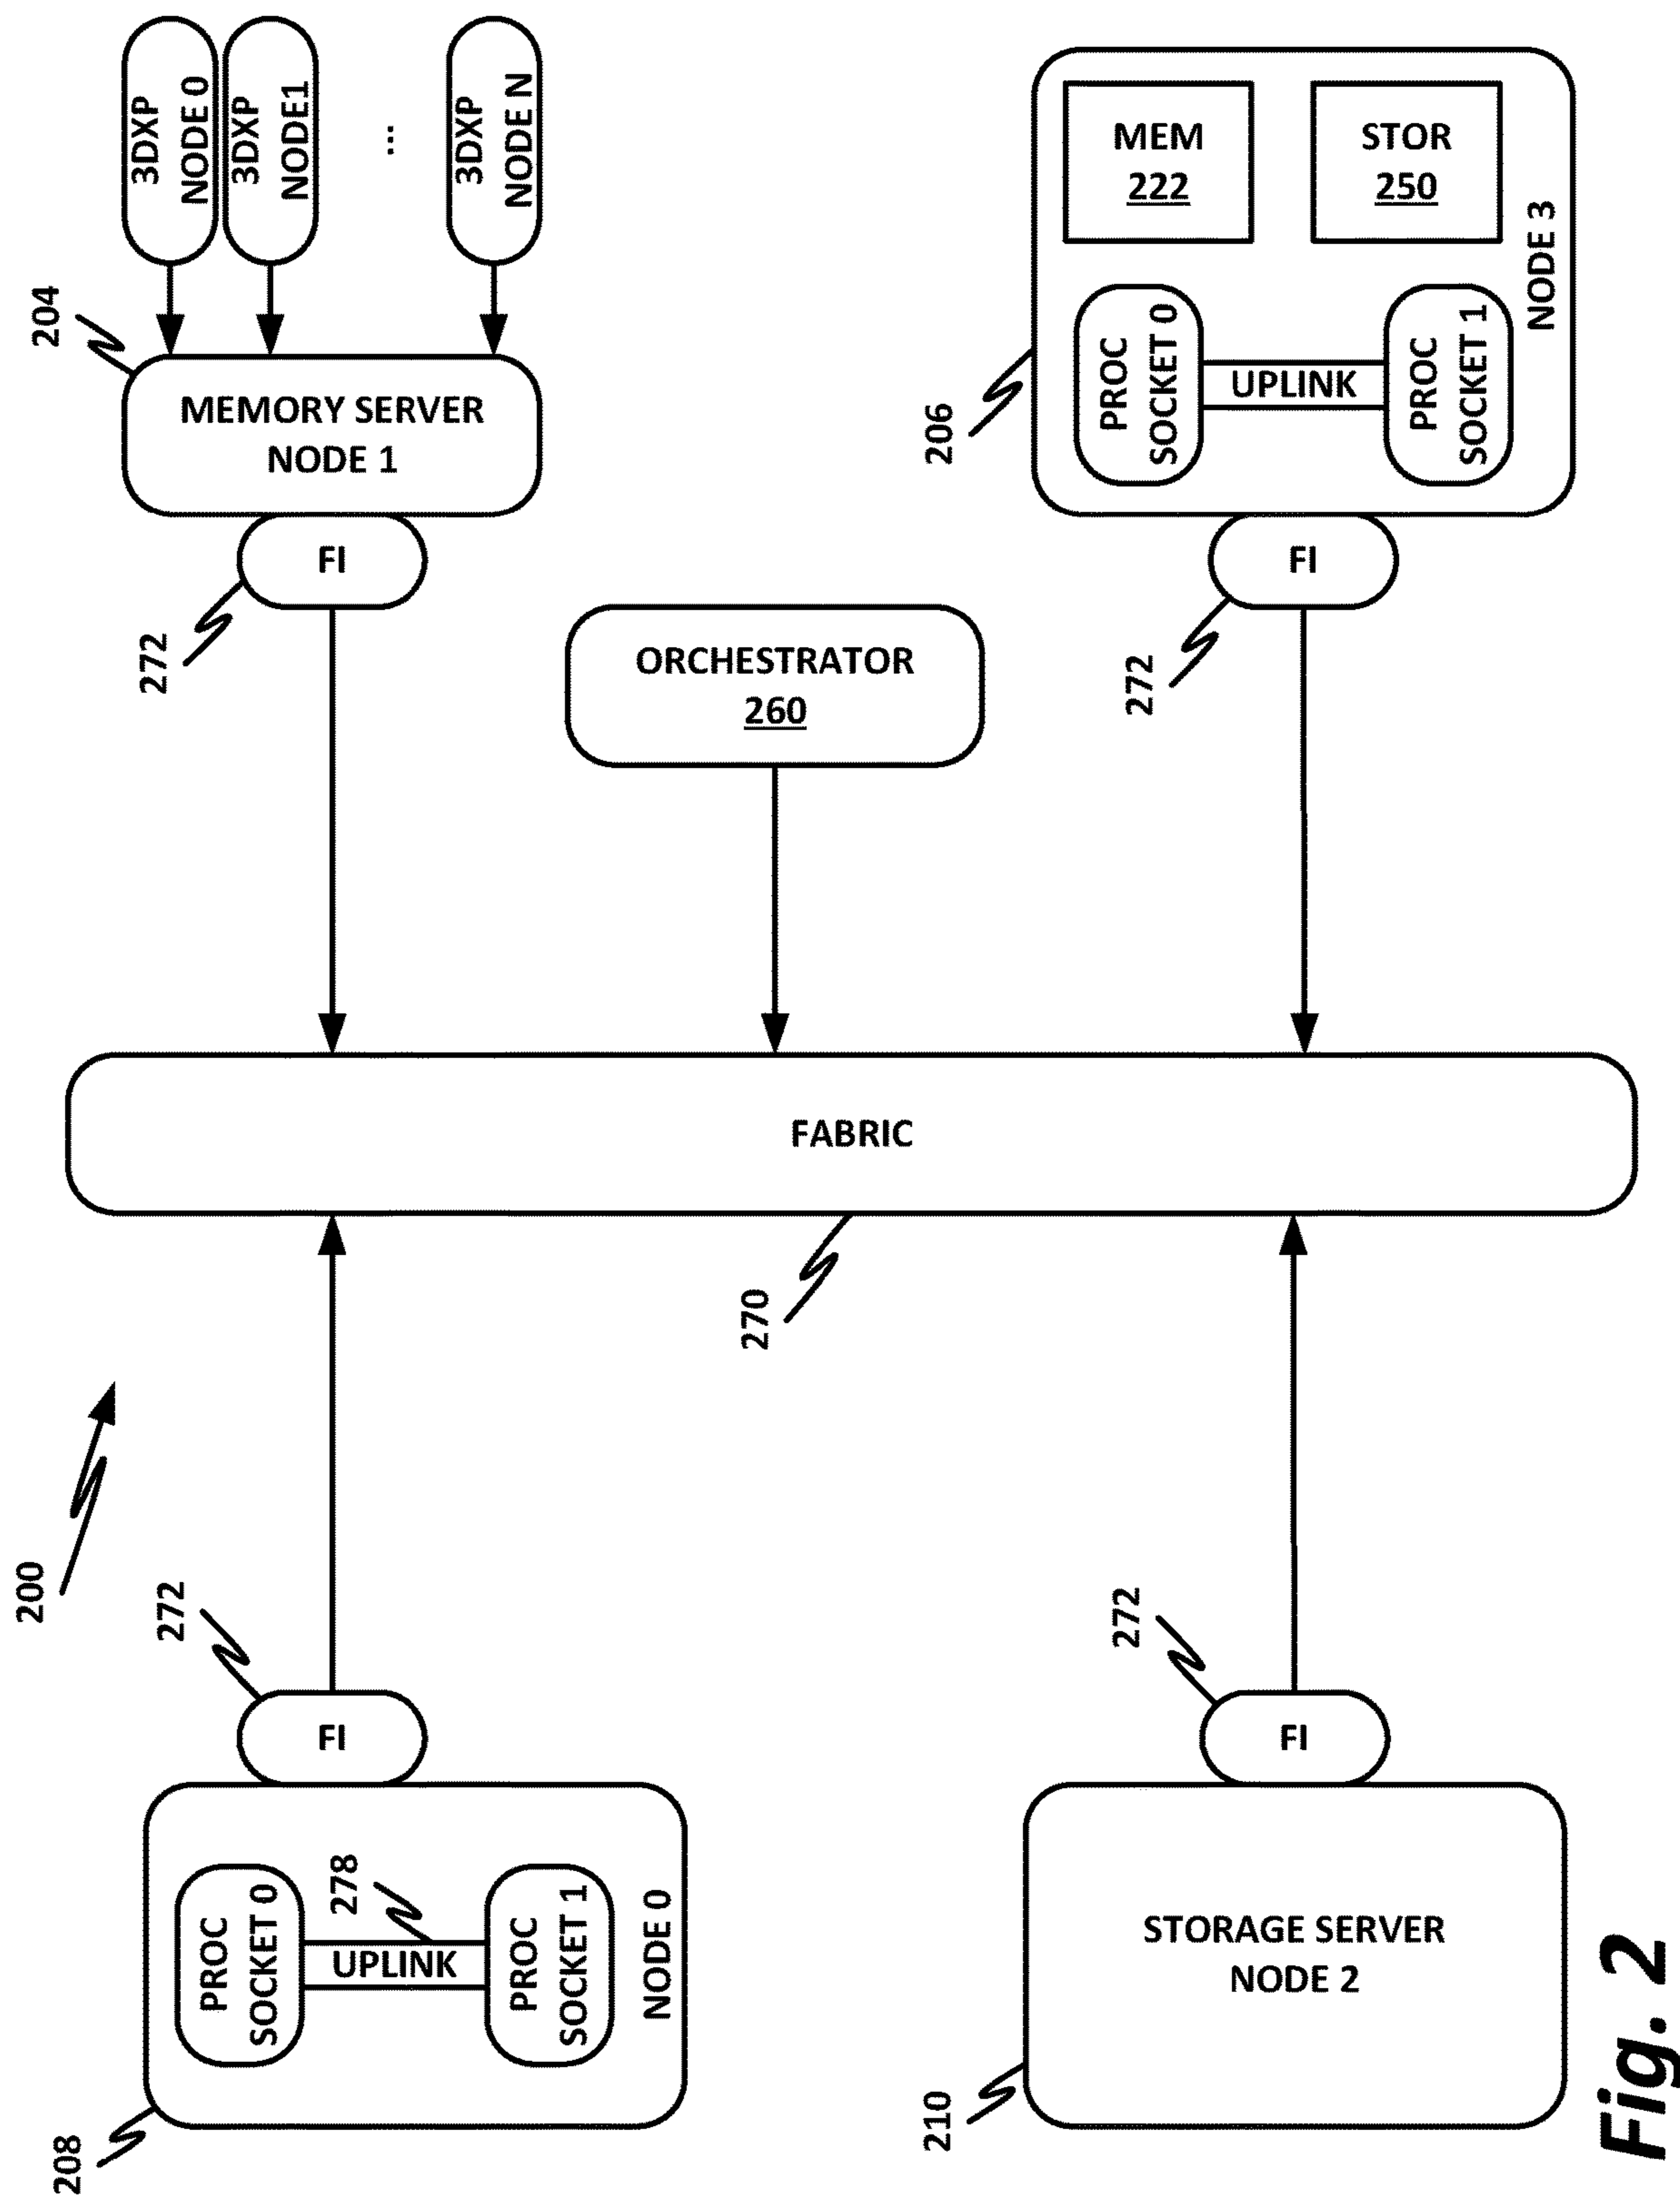 200
208
PROC
SOCKET 0
UPLINK
278
PROC
SOCKET 1
NODE 0
FI
272
270
FABRIC
204
MEMORY SERVER
NODE 1
FI
272
3DXP
NODE 0
3DXP
NODE1
...
3DXP
NODE N
ORCHESTRATOR
260
210
STORAGE SERVER
NODE 2
FI
272
206
PROC
SOCKET 0
UPLINK
PROC
SOCKET 1
MEM
222
STOR
250
NODE 3
FI
272
Fig. 2